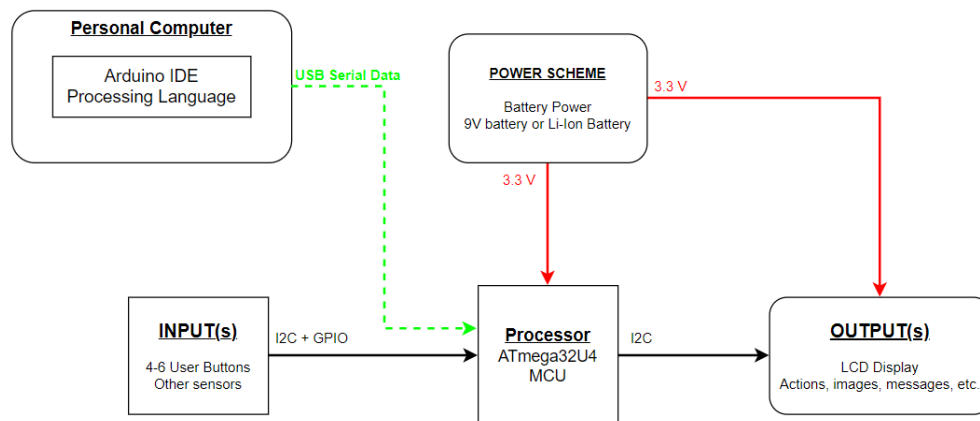 Personal Computer
Arduino IDE
Processing Language
USB Serial Data
POWER SCHEME
Battery Power
9V battery or Li-Ion Battery
3.3 V
3.3 V
INPUT(s)
4-6 User Buttons
Other sensors
I2C + GPIO
Processor
ATmega32U4
MCU
I2C
OUTPUT(s)
LCD Display
Actions, images, messages, etc.